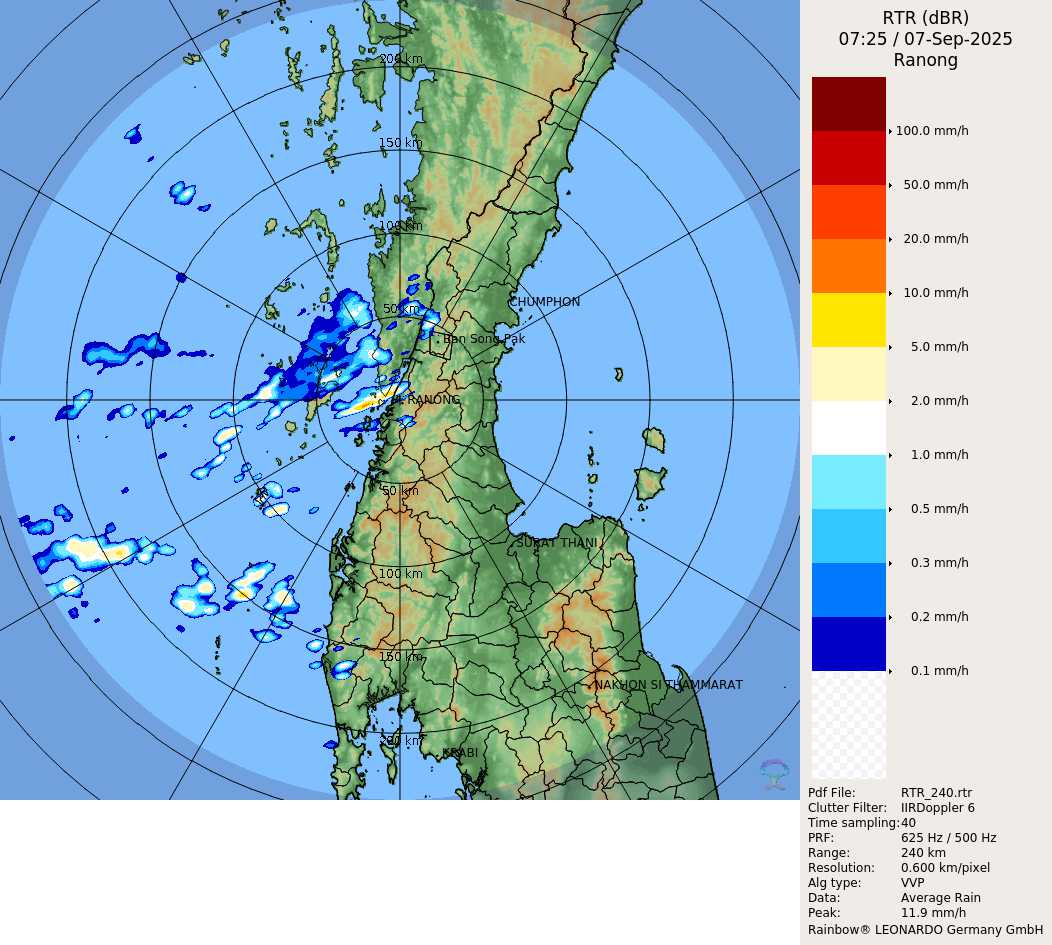 RTR (dBR)
07:25 / 07-Sep-2025
Ranong
200 km
150 km
100 km
50 km
CHUMPHON
Ban Song Pak
RANONG
50 km
SURAT THANI
100 km
150 km
NAKHON SI THAMMARAT
200 km
KRABI
100.0 mm/h
50.0 mm/h
20.0 mm/h
10.0 mm/h
5.0 mm/h
2.0 mm/h
1.0 mm/h
0.5 mm/h
0.3 mm/h
0.2 mm/h
0.1 mm/h
Pdf File: RTR_240.rtr
Clutter Filter: IIRDoppler 6
Time sampling: 40
PRF: 625 Hz / 500 Hz
Range: 240 km
Resolution: 0.600 km/pixel
Alg type: VVP
Data: Average Rain
Peak: 11.9 mm/h
Rainbow® LEONARDO Germany GmbH